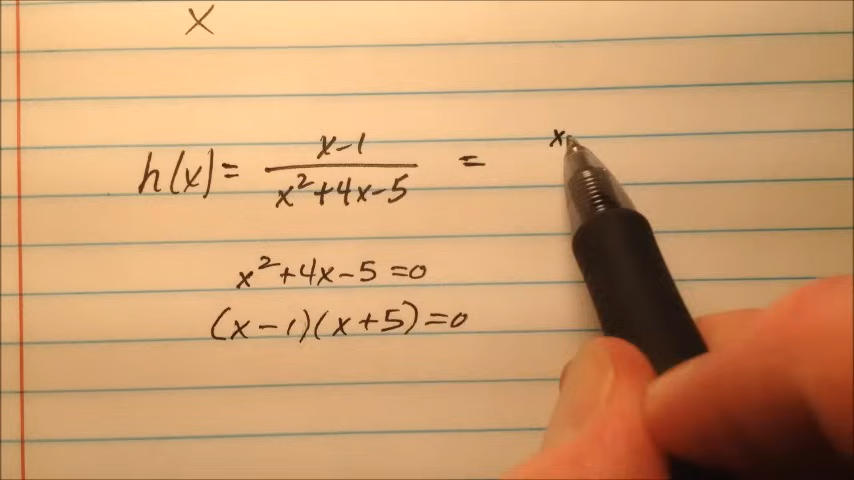 x
h(x) = x-1 / x²+4x-5 = x
x²+4x-5=0
(x-1)(x+5)=0